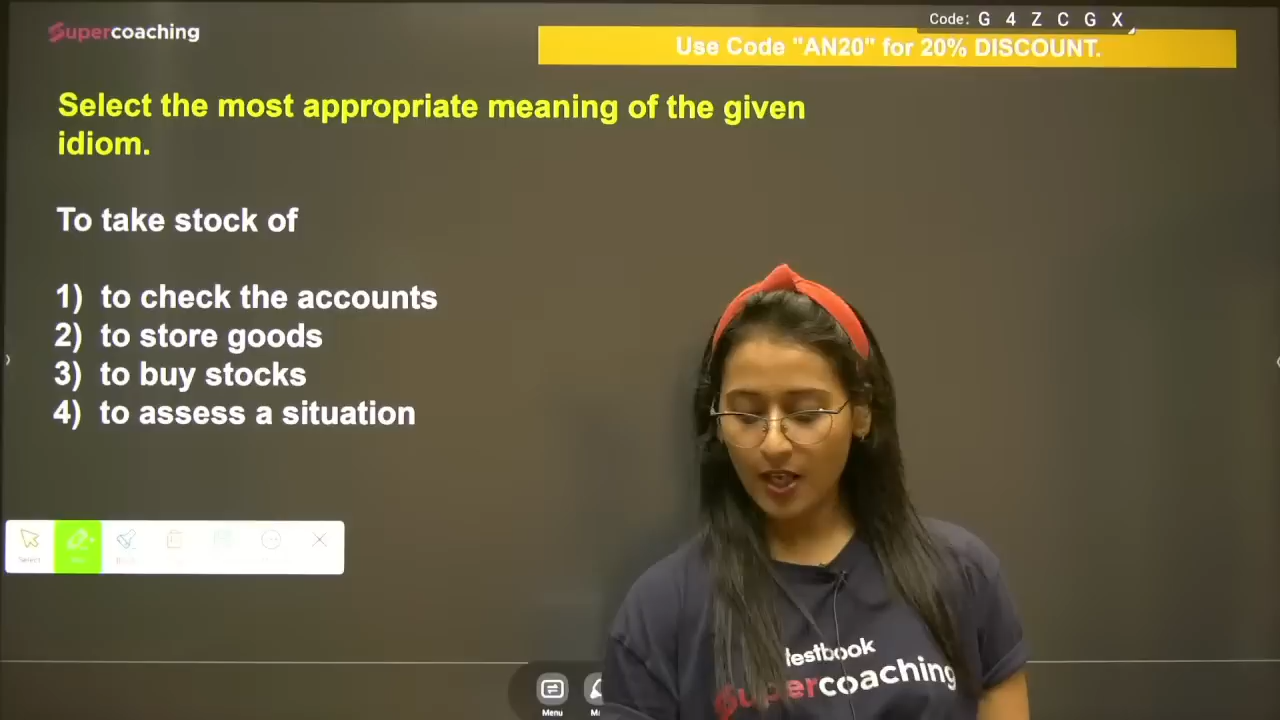 Supercoaching
Code: G 4 Z C G X
Use Code "AN20" for 20% DISCOUNT.
Select the most appropriate meaning of the given
idiom.
To take stock of
1) to check the accounts
2) to store goods
3) to buy stocks
4) to assess a situation
Select
Menu
testbook
Supercoaching